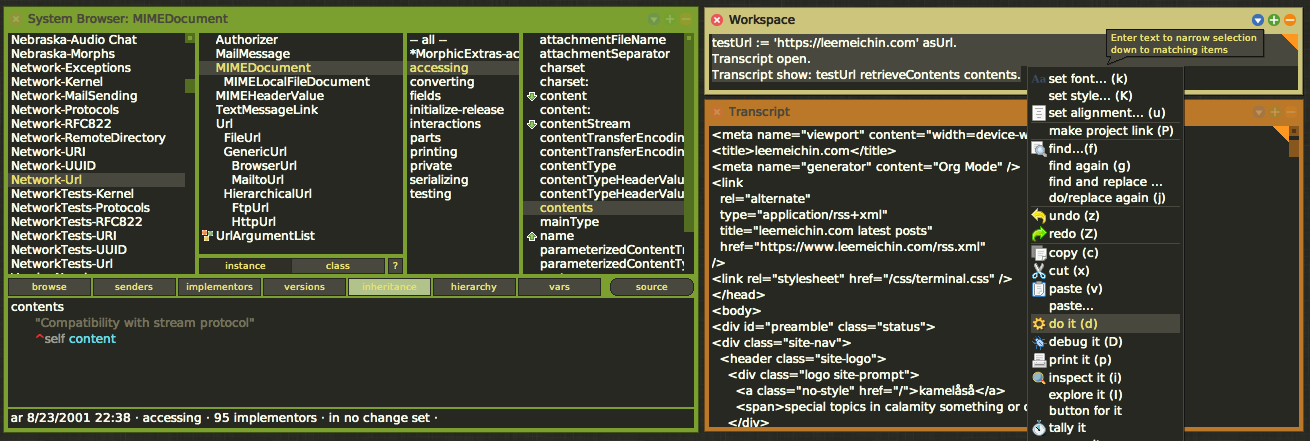 System Browser: MIMEDocument
Nebraska-Audio Chat
Nebraska-Morphs
Network-Exceptions
Network-Kernel
Network-MailSending
Network-Protocols
Network-RFC822
Network-RemoteDirectory
Network-URI
Network-UUID
Network-Url
NetworkTests-Kernel
NetworkTests-Protocols
NetworkTests-RFC822
NetworkTests-URI
NetworkTests-UUID
NetworkTests-Url
Authorizer
MailMessage
MIMEDocument
MIMELocalFileDocument
MIMEHeaderValue
TextMessageLink
Url
FileUrl
GenericUrl
BrowserUrl
MailtoUrl
HierarchicalUrl
FtpUrl
HttpUrl
UrlArgumentList
instance class ?
-- all --
*MorphicExtras-ac
accessing
converting
fields
initialize-release
interactions
parts
printing
private
serializing
testing
attachmentFileName
attachmentSeparator
charset
charset:
content
content:
contentStream
contentTransferEncodin
contentTransferEncodin
contentType
contentTypeHeaderValu
contentTypeHeaderValu
contents
mainType
name
parameterizedContentT
parameterizedContentTy
browse senders implementors versions inheritance hierarchy vars source
contents
"Compatibility with stream protocol"
^self content
ar 8/23/2001 22:38 · accessing · 95 implementors · in no change set ·
Workspace
testUrl := 'https://leemeichin.com' asUrl.
Transcript open.
Transcript show: testUrl retrieveContents contents.
Enter text to narrow selection
down to matching items
Transcript
<meta name="viewport" content="width=device-w
<title>leemeichin.com</title>
<meta name="generator" content="Org Mode" />
<link
rel="alternate"
type="application/rss+xml"
title="leemeichin latest posts"
href="https://www.leemeichin.com/rss.xml"
/>
<link rel="stylesheet" href="/css/terminal.css" />
</head>
<body>
<div id="preamble" class="status">
<div class="site-nav">
<header class="site-logo">
<div class="logo site-prompt">
<a class="no-style" href="/">kamelåså</a>
<span>special topics in calamity something or o
</div>
Aa set font... (k)
set style... (K)
set alignment... (u)
make project link (P)
find...(f)
find again (g)
find and replace ...
do/replace again (j)
undo (z)
redo (Z)
copy (c)
cut (x)
paste (v)
paste...
do it (d)
debug it (D)
print it (p)
inspect it (i)
explore it (I)
button for it
tally it